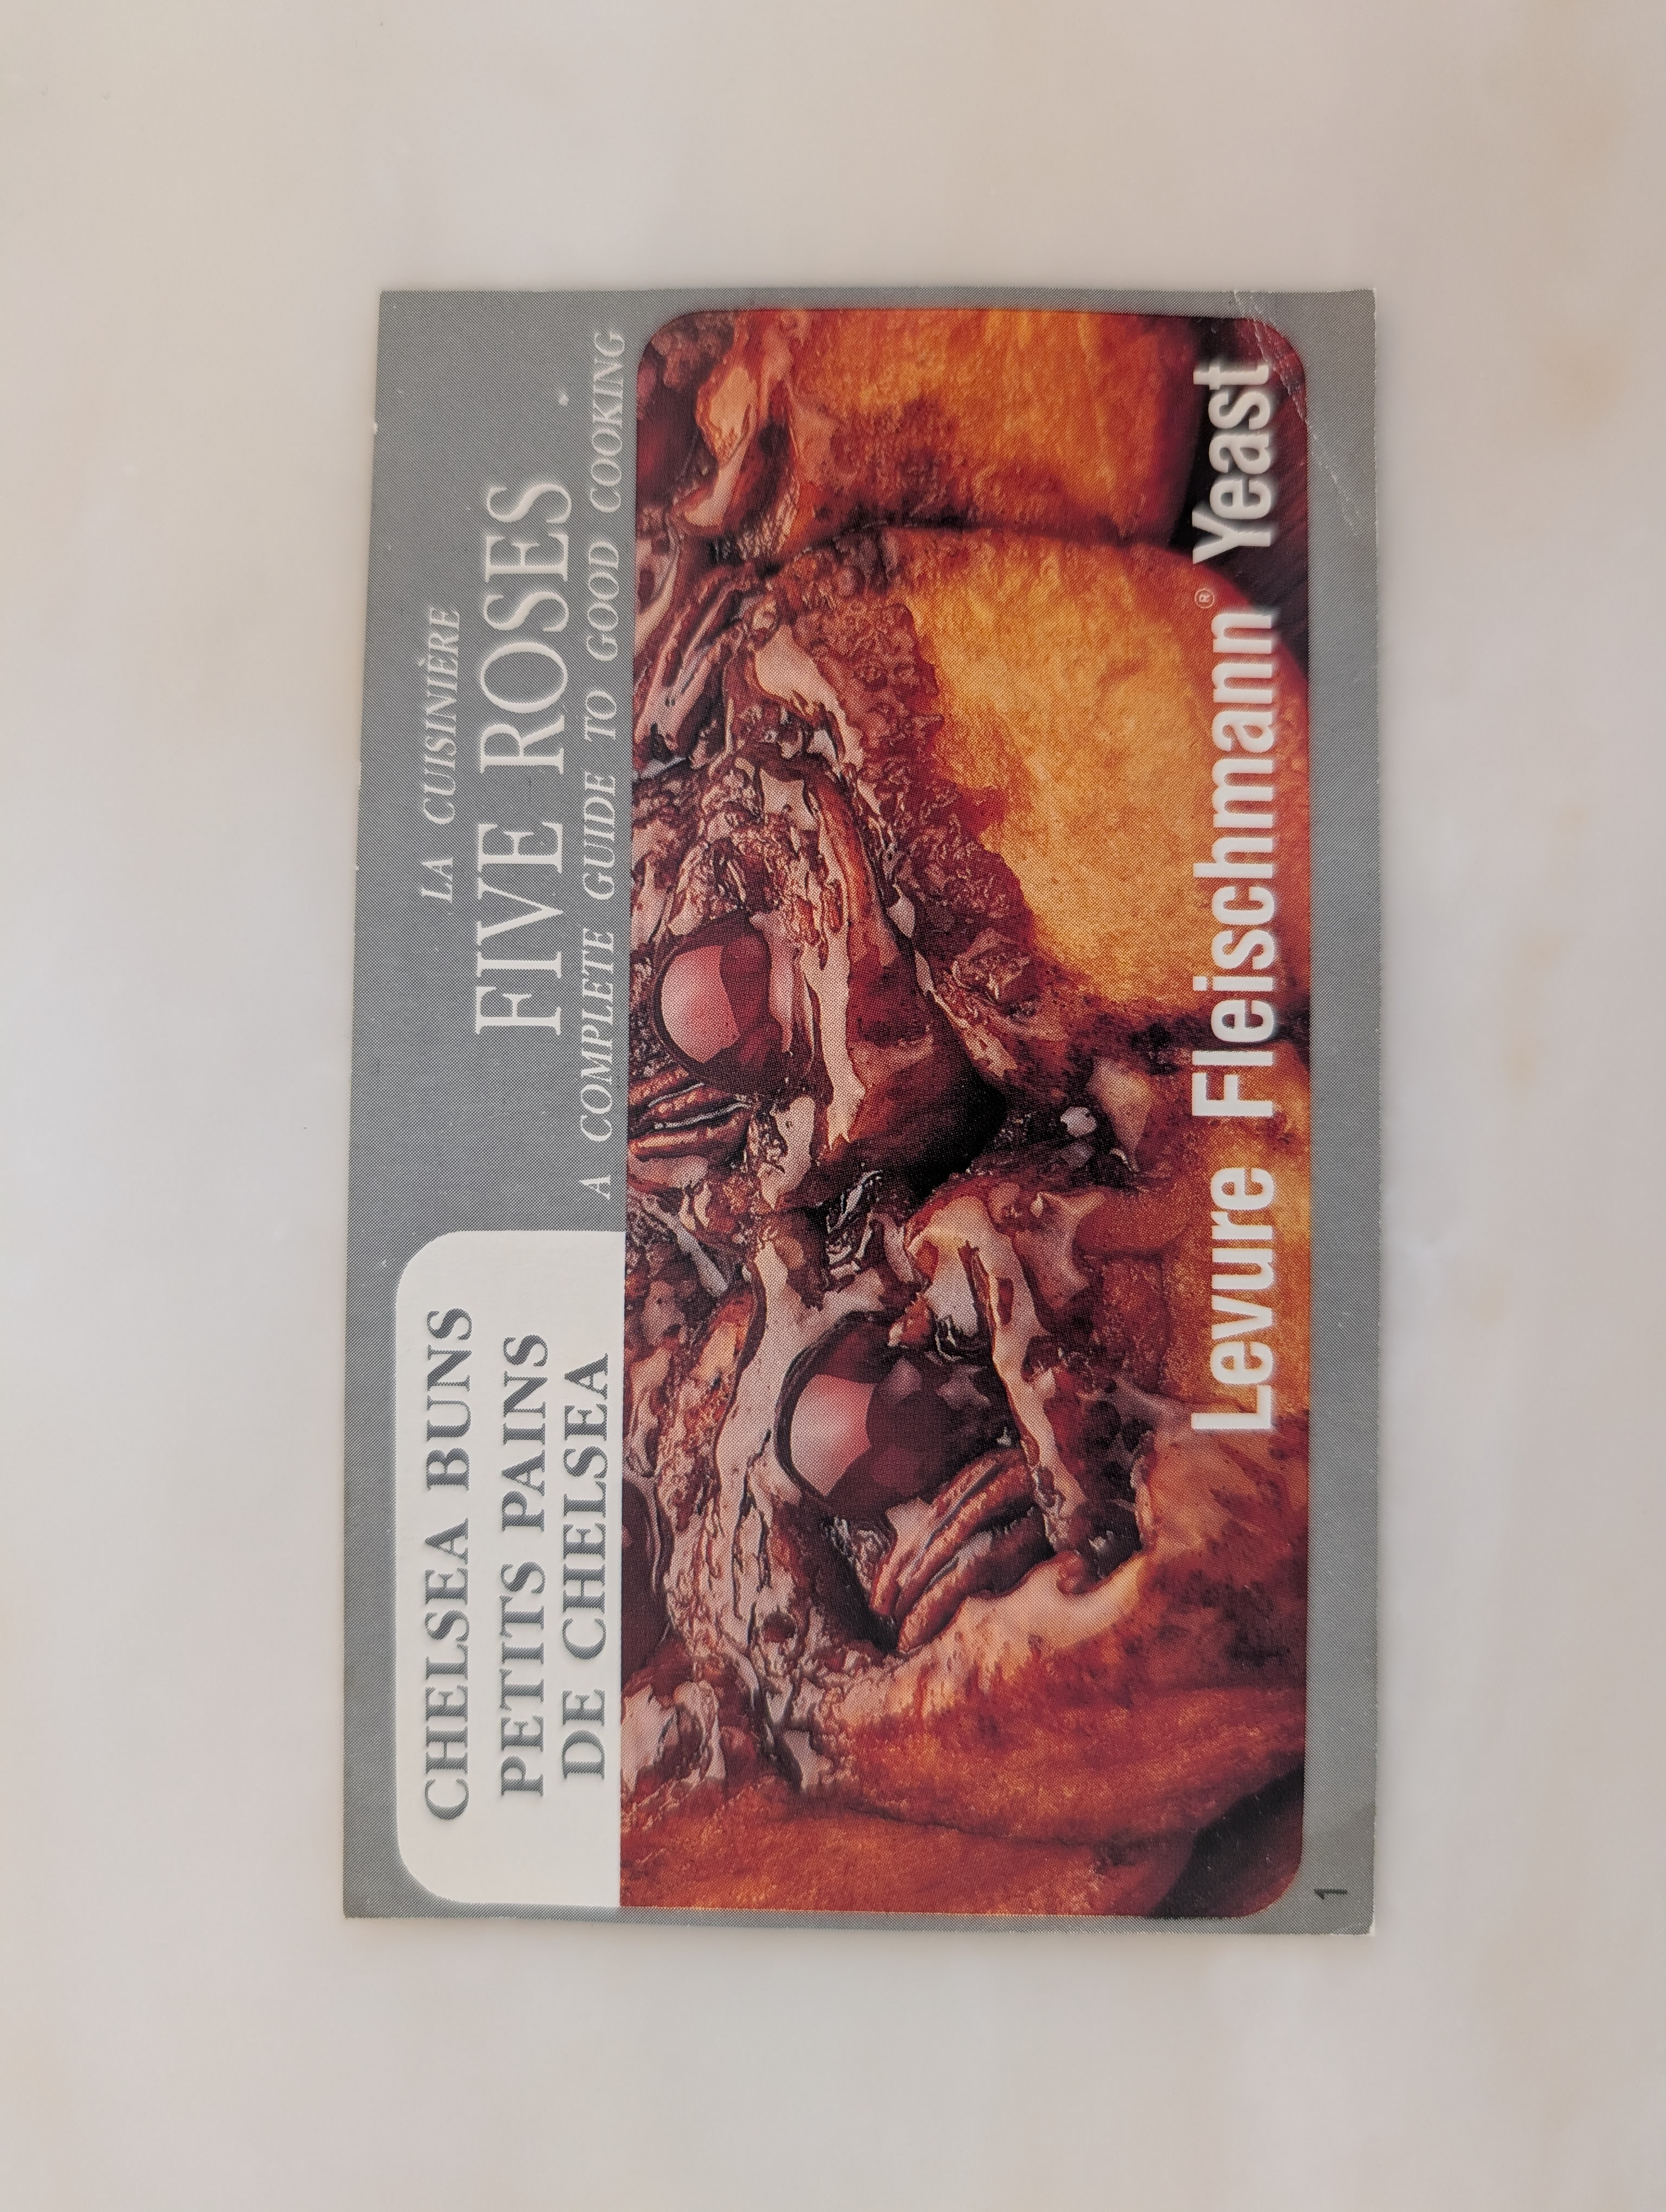 CHELSEA BUNS
PETITS PAINS
DE CHELSEA
LA CUISINIÈRE
FIVE ROSES
A COMPLETE GUIDE TO GOOD COOKING
Levure Fleischmann® Yeast
1